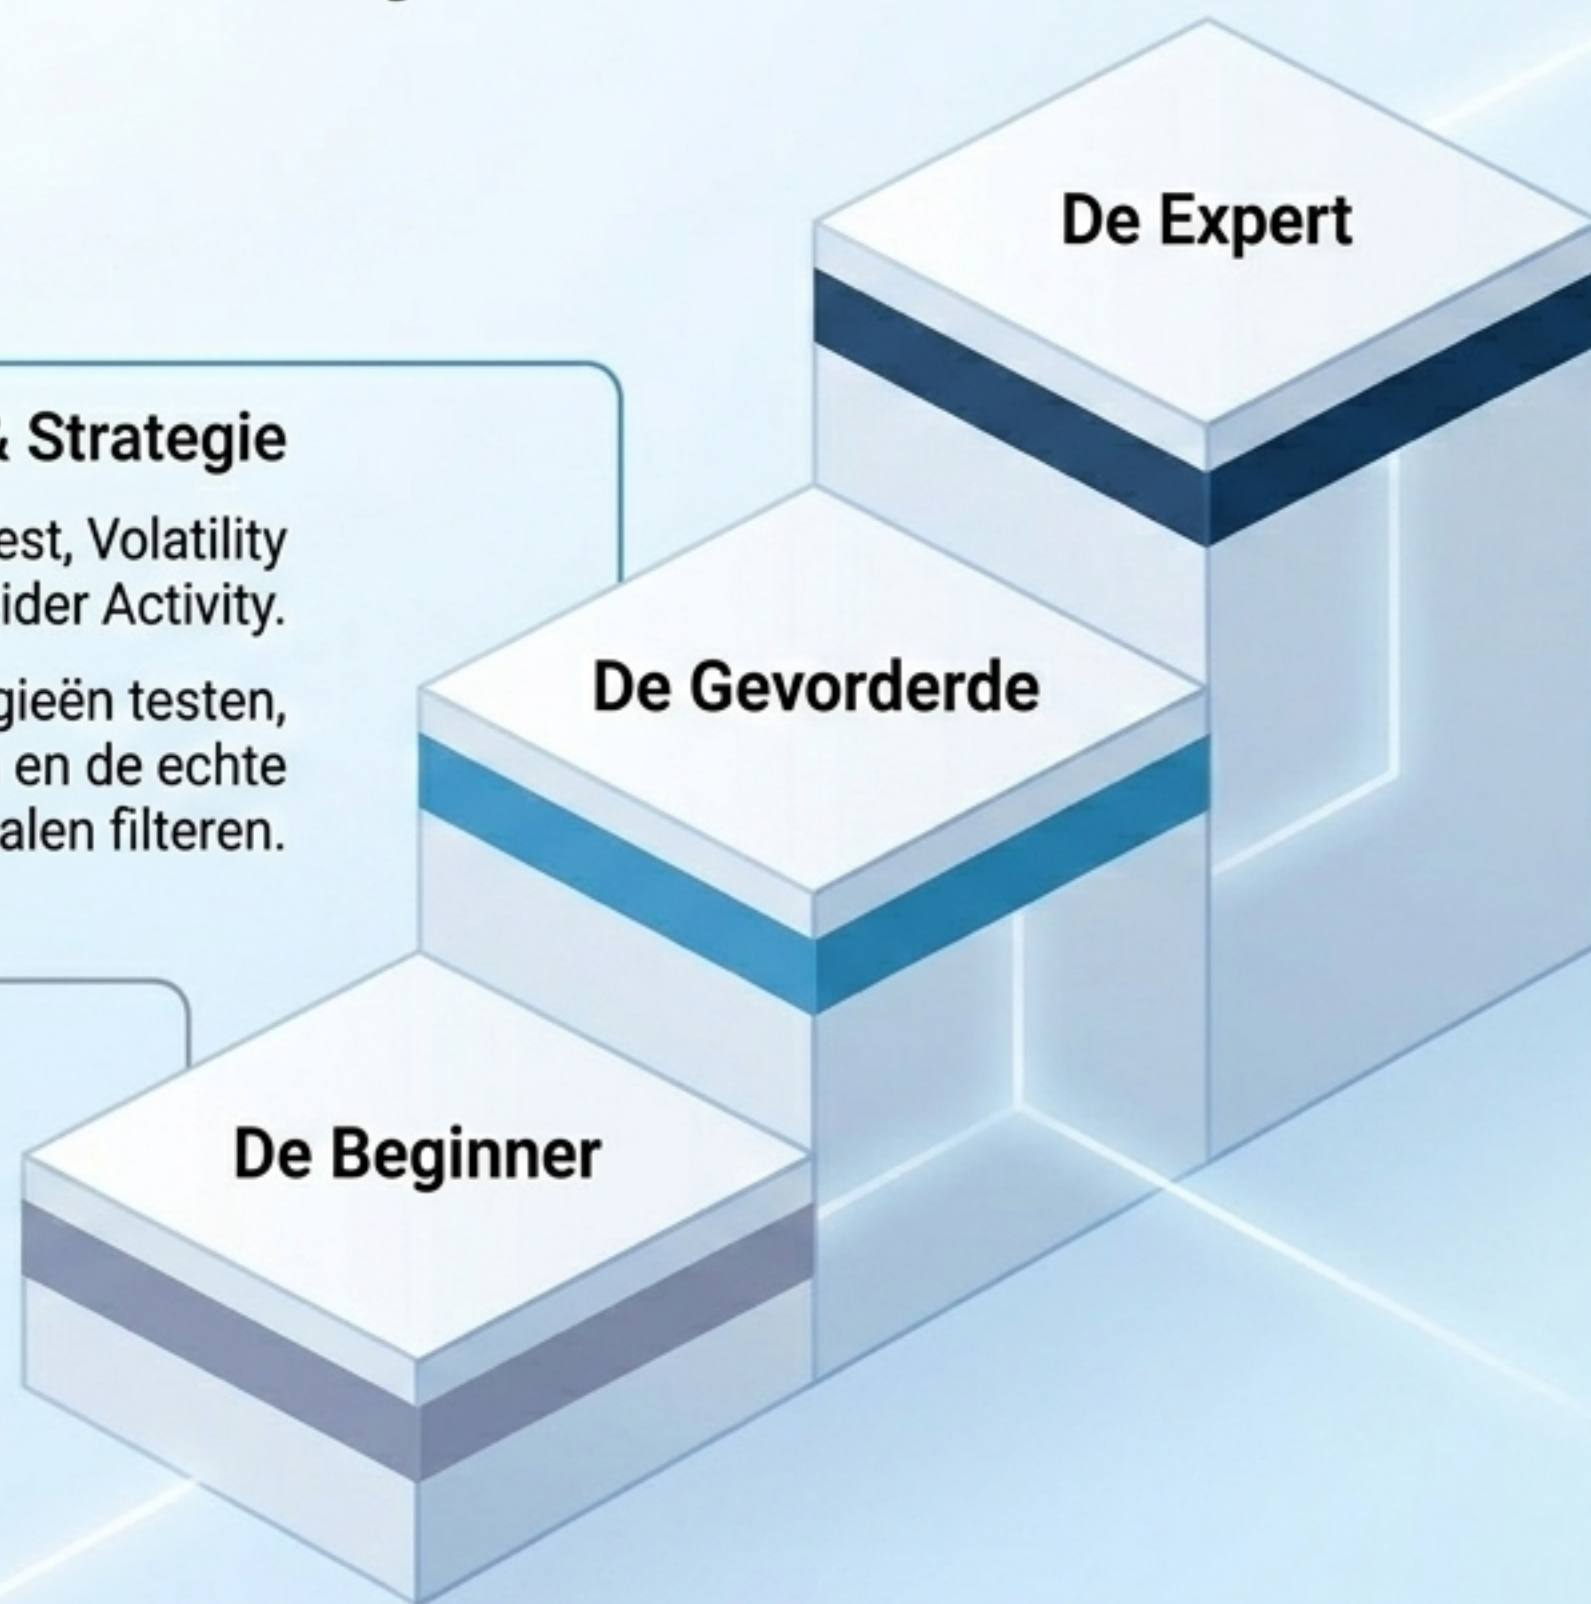 De Expert
& Strategie
est, Volatility
ider Activity.
gieën testen,
en de echte
alen filteren.
De Gevorderde
De Beginner